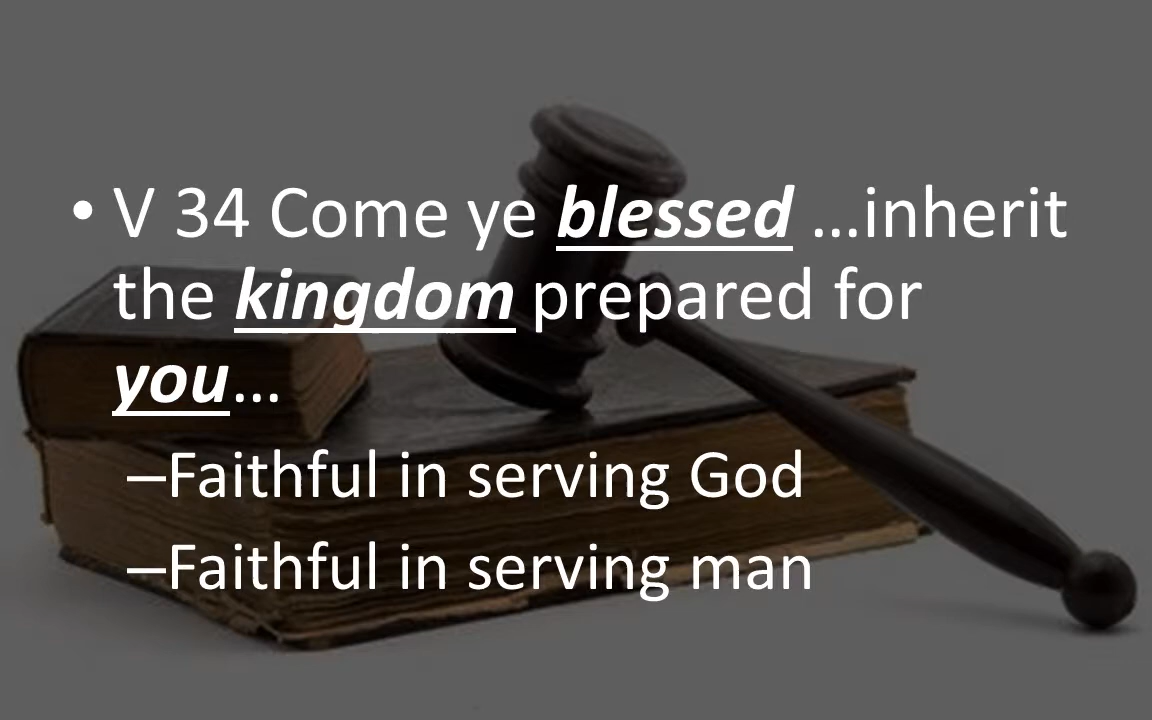 • V 34 Come ye blessed …inherit
the kingdom prepared for
you…
–Faithful in serving God
–Faithful in serving man